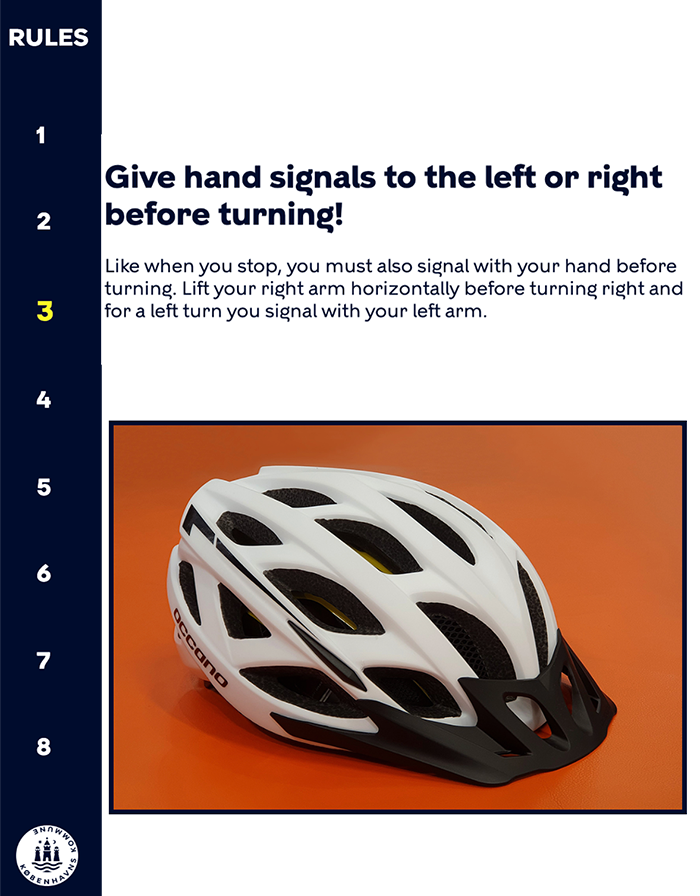 RULES
1
2
3
4
5
6
7
8
KØBENHAVNS KOMMUNE
Give hand signals to the left or right
before turning!
Like when you stop, you must also signal with your hand before
turning. Lift your right arm horizontally before turning right and
for a left turn you signal with your left arm.
occano